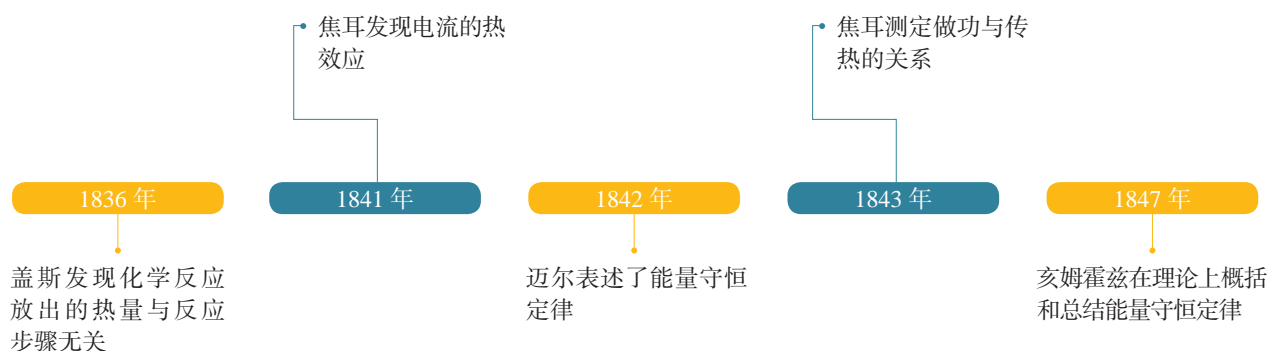 焦耳发现电流的热
效应
焦耳测定做功与传
热的关系
1836 年
1841 年
1842 年
1843 年
1847 年
盖斯发现化学反应
放出的热量与反应
步骤无关
迈尔表述了能量守恒
定律
亥姆霍兹在理论上概括
和总结能量守恒定律